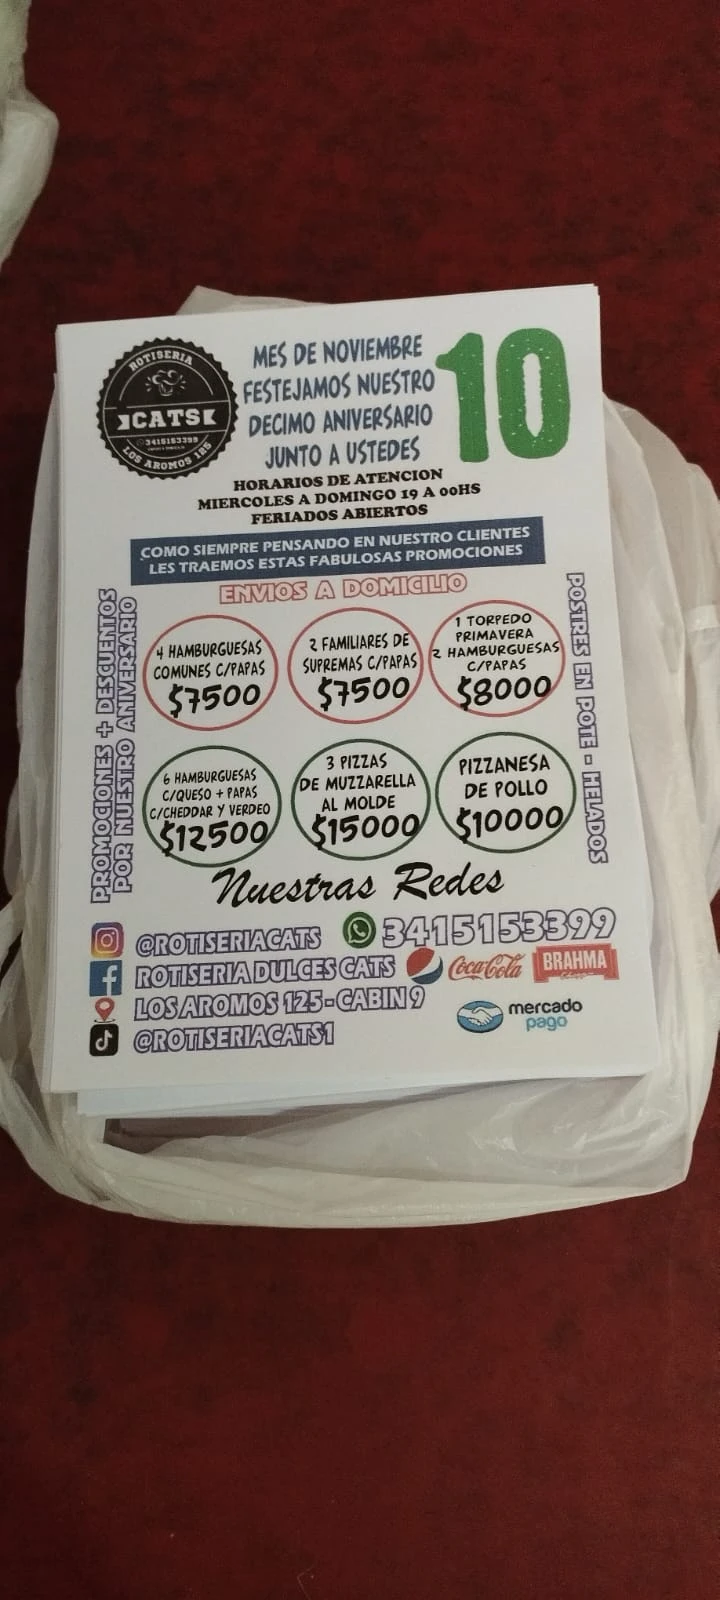 ROTISERIA
CATS
3415153399
LOS AROMOS 125
MES DE NOVIEMBRE
FESTEJAMOS NUESTRO
DECIMO ANIVERSARIO
JUNTO A USTEDES
10
HORARIOS DE ATENCION
MIERCOLES A DOMINGO 19 A 00HS
FERIADOS ABIERTOS
COMO SIEMPRE PENSANDO EN NUESTRO CLIENTES
LES TRAEMOS ESTAS FABULOSAS PROMOCIONES
ENVIOS A DOMICILIO
PROMOCIONES + DESCUENTOS
POR NUESTRO ANIVERSARIO
4 HAMBURGUESAS
COMUNES C/PAPAS
$7500
2 FAMILIARES DE
SUPREMAS C/PAPAS
$7500
1 TORPEDO
PRIMAVERA
2 HAMBURGUESAS
C/PAPAS
$8000
6 HAMBURGUESAS
C/QUESO + PAPAS
C/CHEDDAR Y VERDEO
$12500
3 PIZZAS
DE MUZZARELLA
AL MOLDE
$15000
PIZZANESA
DE POLLO
$10000
POSTRES EN POTE - HELADOS
Nuestras Redes
@ROTISERIACATS
3415153399
ROTISERIA DULCES CATS
Coca-Cola
BRAHMA
LOS AROMOS 125 - CABIN 9
mercado
pago
@ROTISERIACATS1